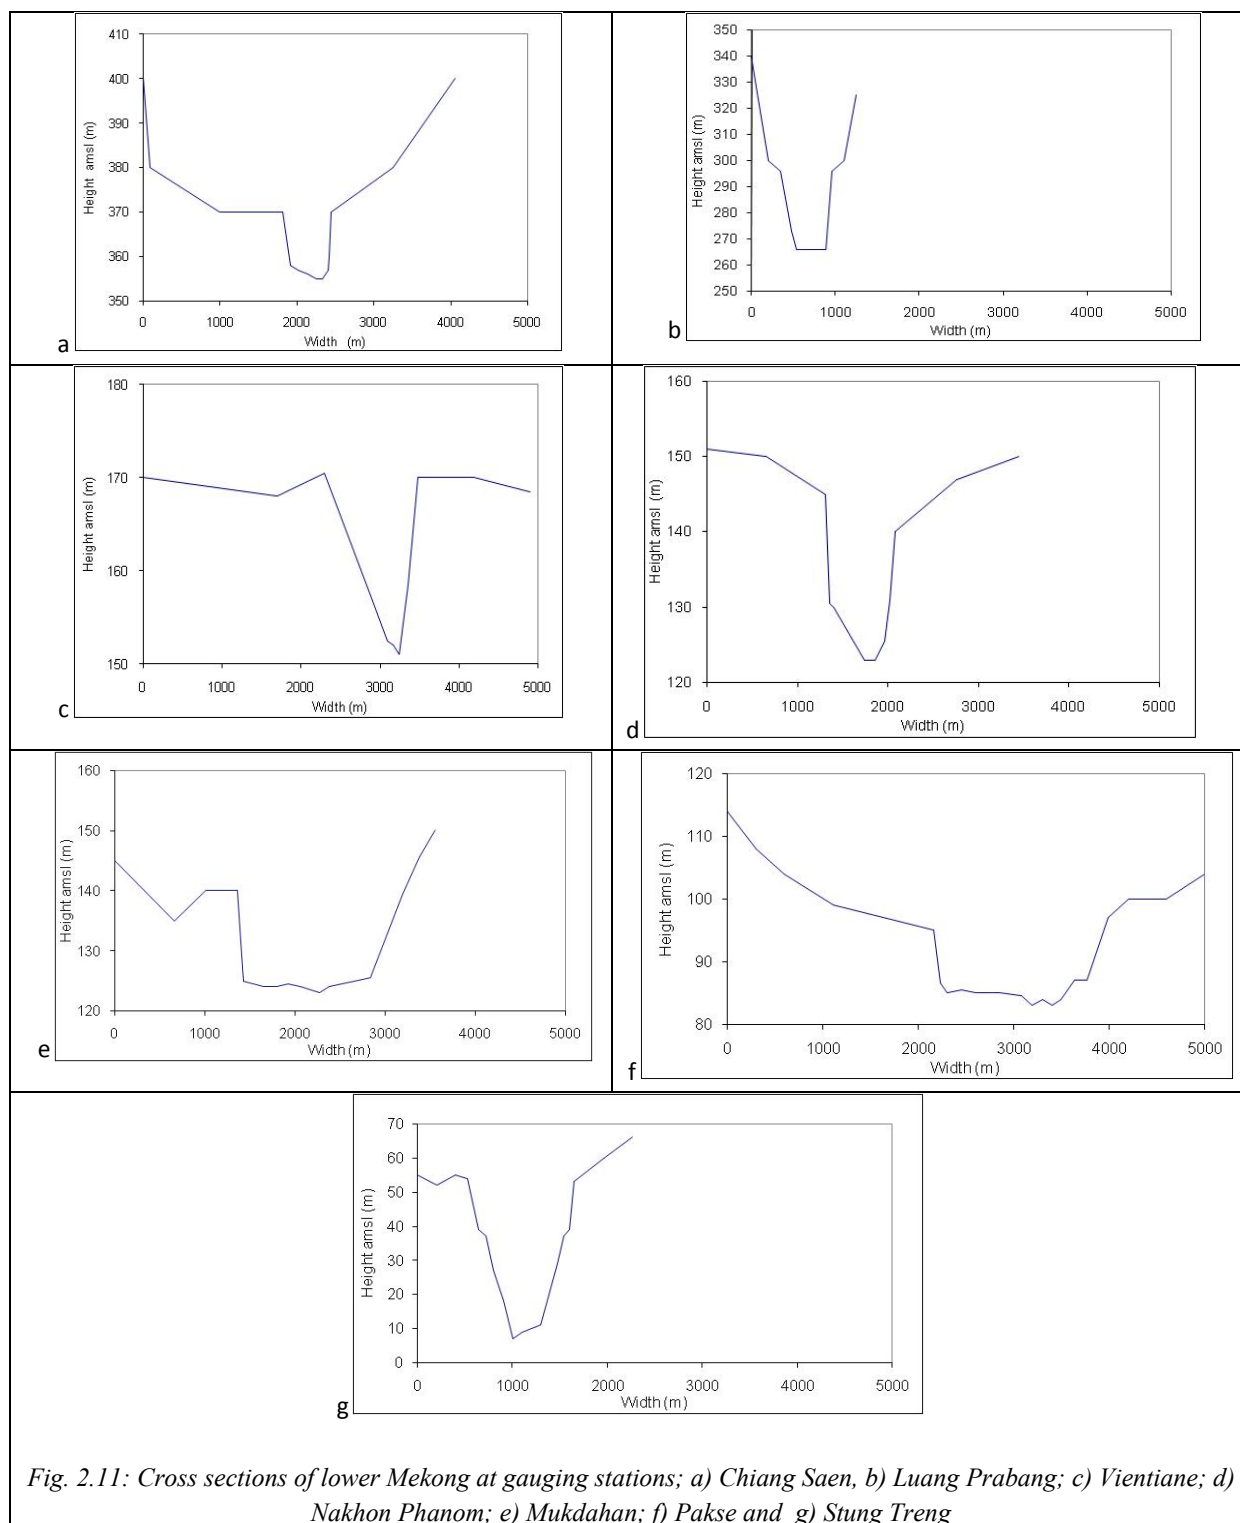 410
400
390
380
370
360
350
Height amsl (m)
0 1000 2000 3000 4000 5000
Width (m)
a
350
340
330
320
310
300
290
280
270
260
250
Height amsl (m)
0 1000 2000 3000 4000 5000
Width (m)
b
180
170
160
150
Height amsl (m)
0 1000 2000 3000 4000 5000
Width (m)
c
160
150
140
130
120
Height amsl (m)
0 1000 2000 3000 4000 5000
Width (m)
d
160
150
140
130
120
Height amsl (m)
0 1000 2000 3000 4000 5000
Width (m)
e
120
110
100
90
80
Height amsl (m)
0 1000 2000 3000 4000 5000
Width (m)
f
70
60
50
40
30
20
10
0
Height amsl (m)
0 1000 2000 3000 4000 5000
Width (m)
g
Fig. 2.11: Cross sections of lower Mekong at gauging stations; a) Chiang Saen, b) Luang Prabang; c) Vientiane; d)
Nakhon Phanom; e) Mukdahan; f) Pakse and g) Stung Treng